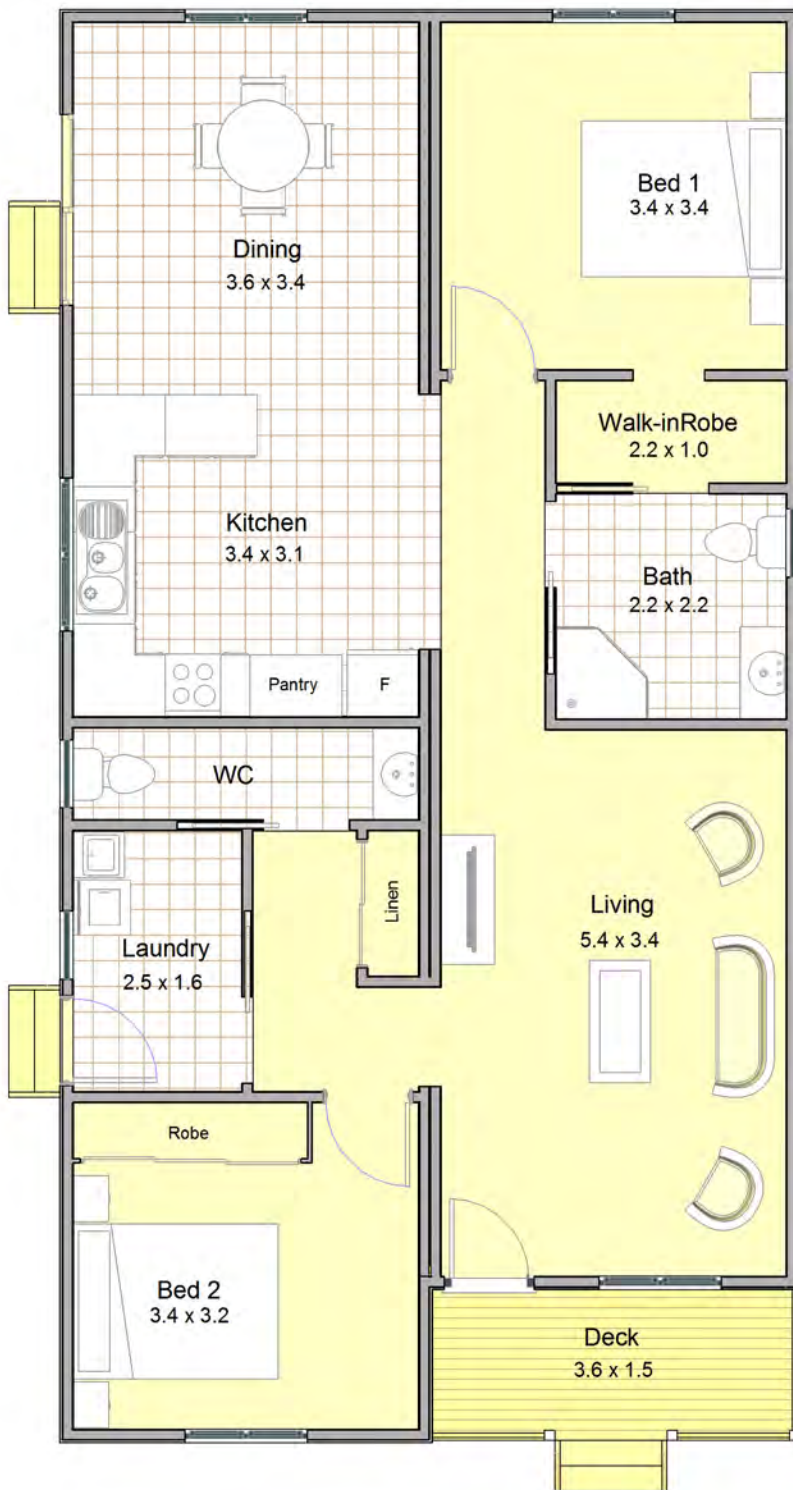 Bed 1
3.4 x 3.4
Dining
3.6 x 3.4
Walk-inRobe
2.2 x 1.0
Kitchen
3.4 x 3.1
Bath
2.2 x 2.2
Pantry
F
WC
Linen
Living
5.4 x 3.4
Laundry
2.5 x 1.6
Robe
Bed 2
3.4 x 3.2
Deck
3.6 x 1.5